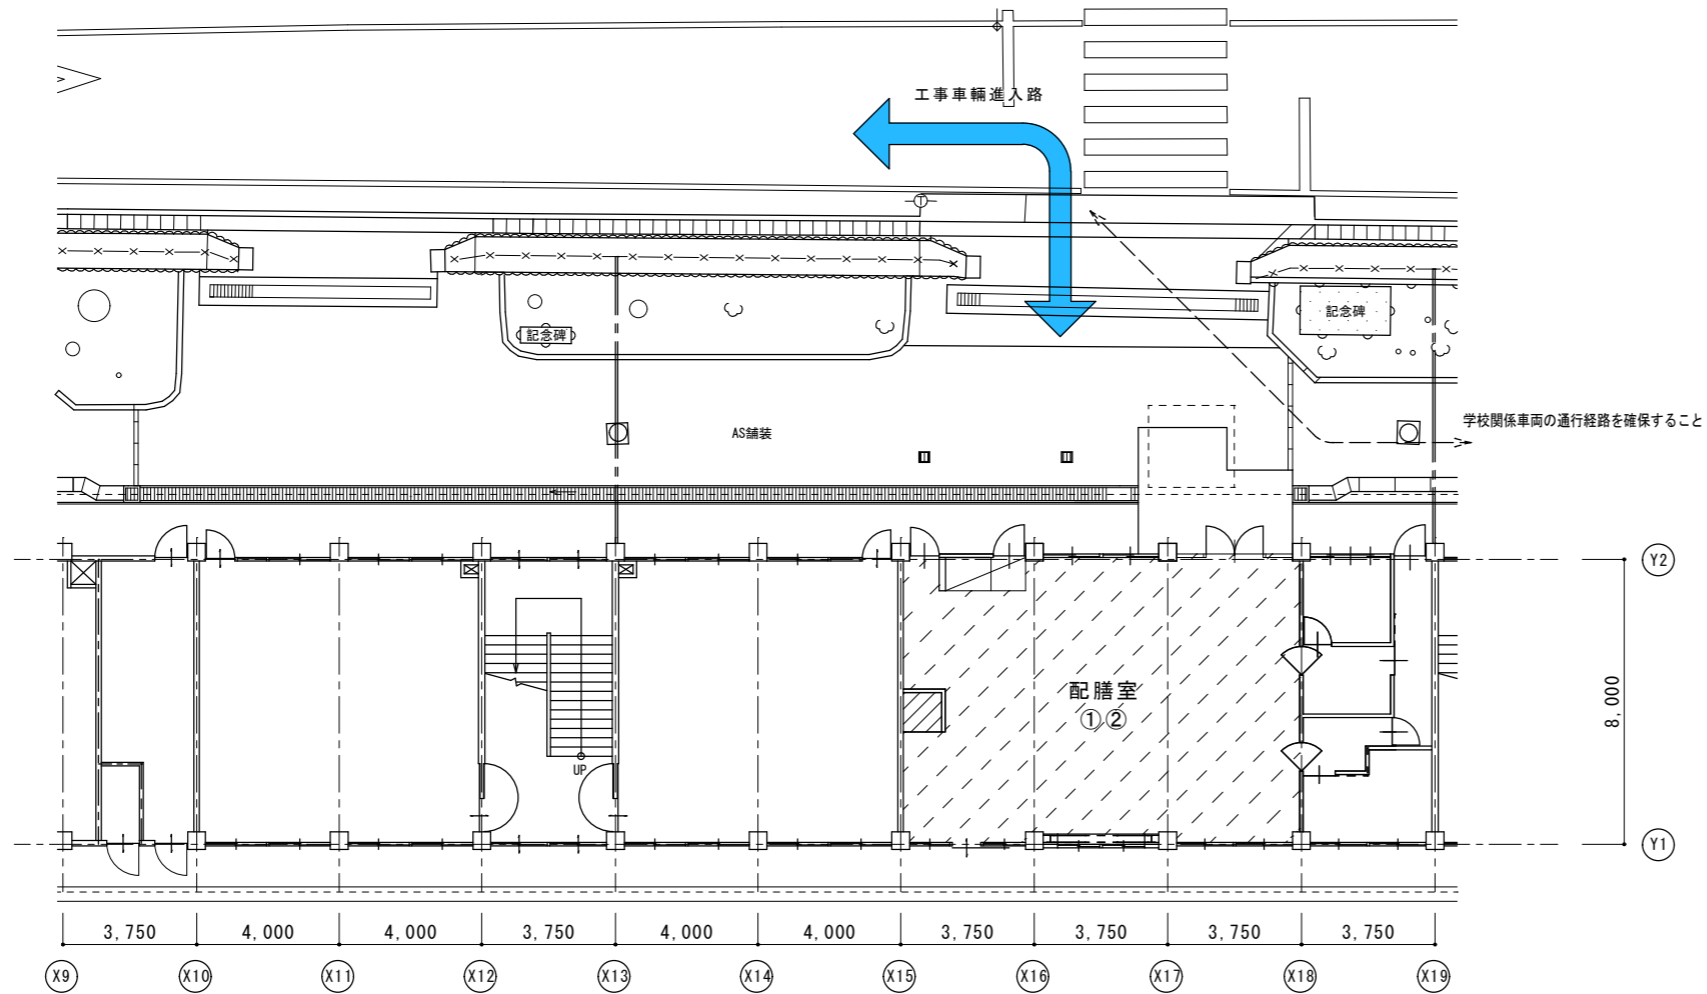 工事車輌進入路
記念碑
記念碑
学校関係車両の通行経路を確保すること
AS舗装
Y2
配膳室
①②
8,000
UP
Y1
3,750 4,000 4,000 3,750 4,000 4,000 3,750 3,750 3,750 3,750
X9 X10 X11 X12 X13 X14 X15 X16 X17 X18 X19